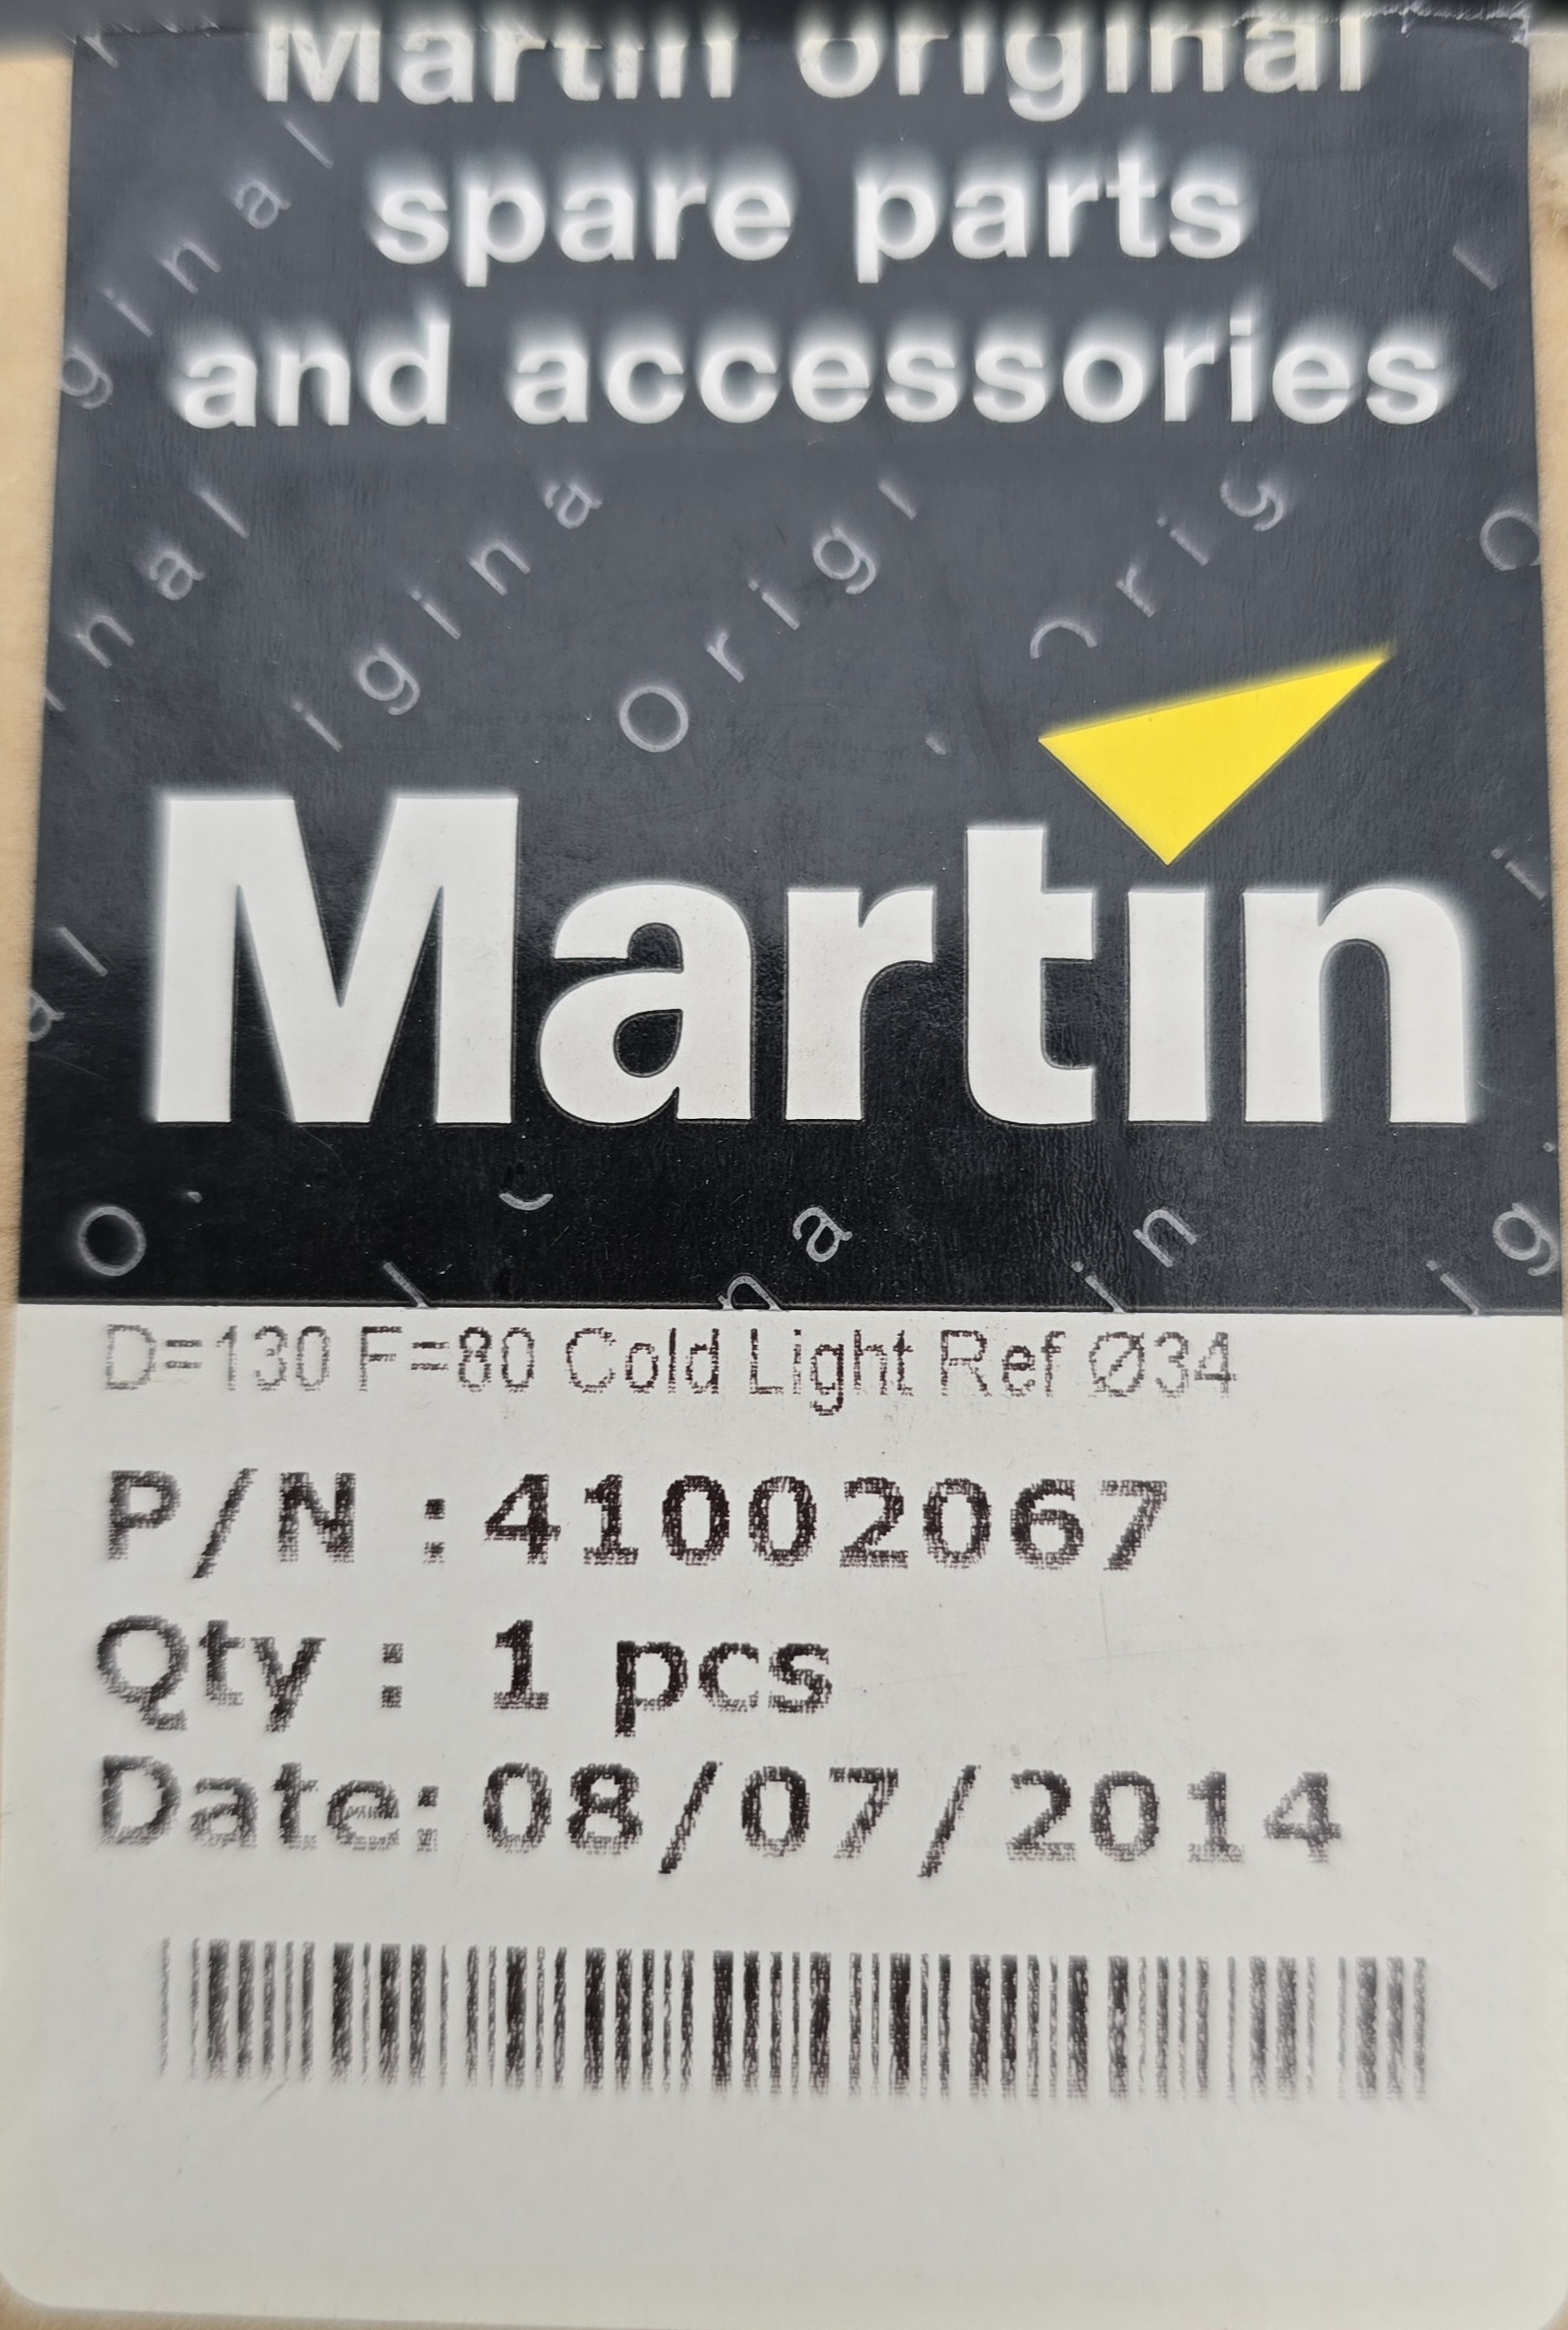 Martin original
spare parts
and accessories
Martin
D=130 F=80 Cold Light Ref Ø34
P/N :41002067
Qty : 1 pcs
Date: 08/07/2014